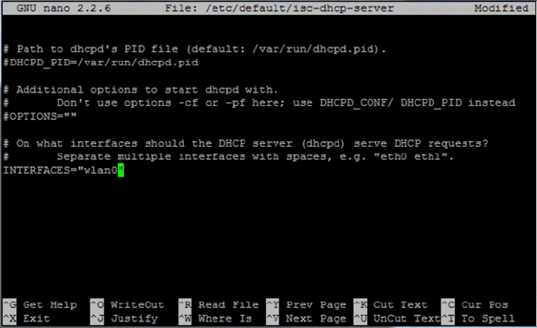 GNU nano 2.2.6 File: /etc/default/isc-dhcp-server Modified
# Path to dhcpd's PID file (default: /var/run/dhcpd.pid).
#DHCPD_PID=/var/run/dhcpd.pid
# Additional options to start dhcpd with.
# Don't use options -cf or -pf here; use DHCPD_CONF/ DHCPD_PID instead
#OPTIONS=""
# On what interfaces should the DHCP server (dhcpd) serve DHCP requests?
# Separate multiple interfaces with spaces, e.g. "eth0 eth1".
INTERFACES="wlan0"
^G Get Help ^O WriteOut ^R Read File ^Y Prev Page ^K Cut Text ^C Cur Pos
^X Exit ^J Justify ^W Where Is ^V Next Page ^U UnCut Text ^T To Spell